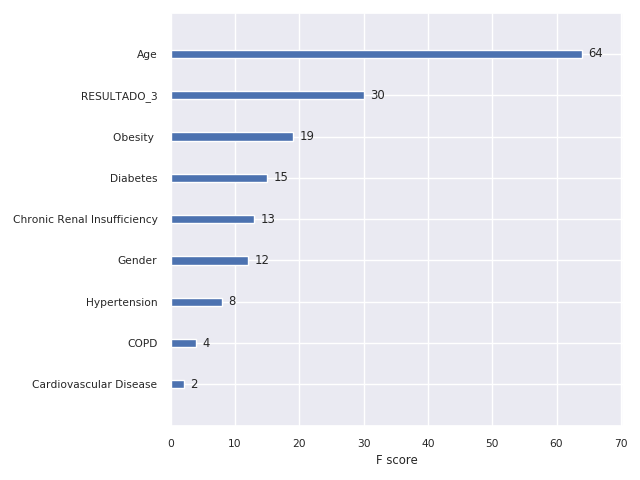 Age 64
RESULTADO_3 30
Obesity 19
Diabetes 15
Chronic Renal Insufficiency 13
Gender 12
Hypertension 8
COPD 4
Cardiovascular Disease 2
0 10 20 30 40 50 60 70
F score